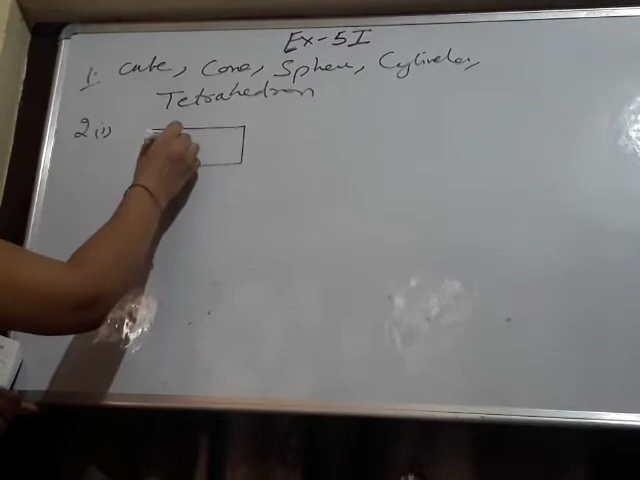 Ex-5I
1. Cube, Cone, Sphere, Cylinder,
Tetrahedron
2(i)